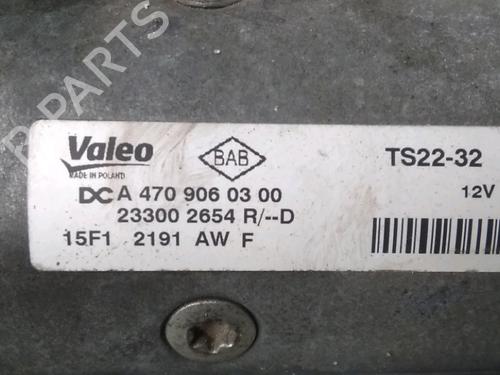 B-PARTS
Valeo
MADE IN POLAND
BAB
TS22-32
DC A 470 906 03 00
12V
23300 2654 R/--D
15F1 2191 AW F